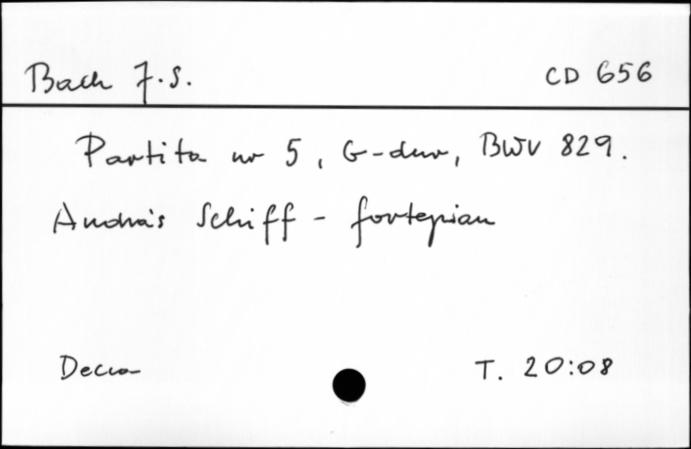 Bach J.S. CD 656
Partita nr 5, G-dur, BWV 829.
András Schiff - fortepian
Decca T. 20:08